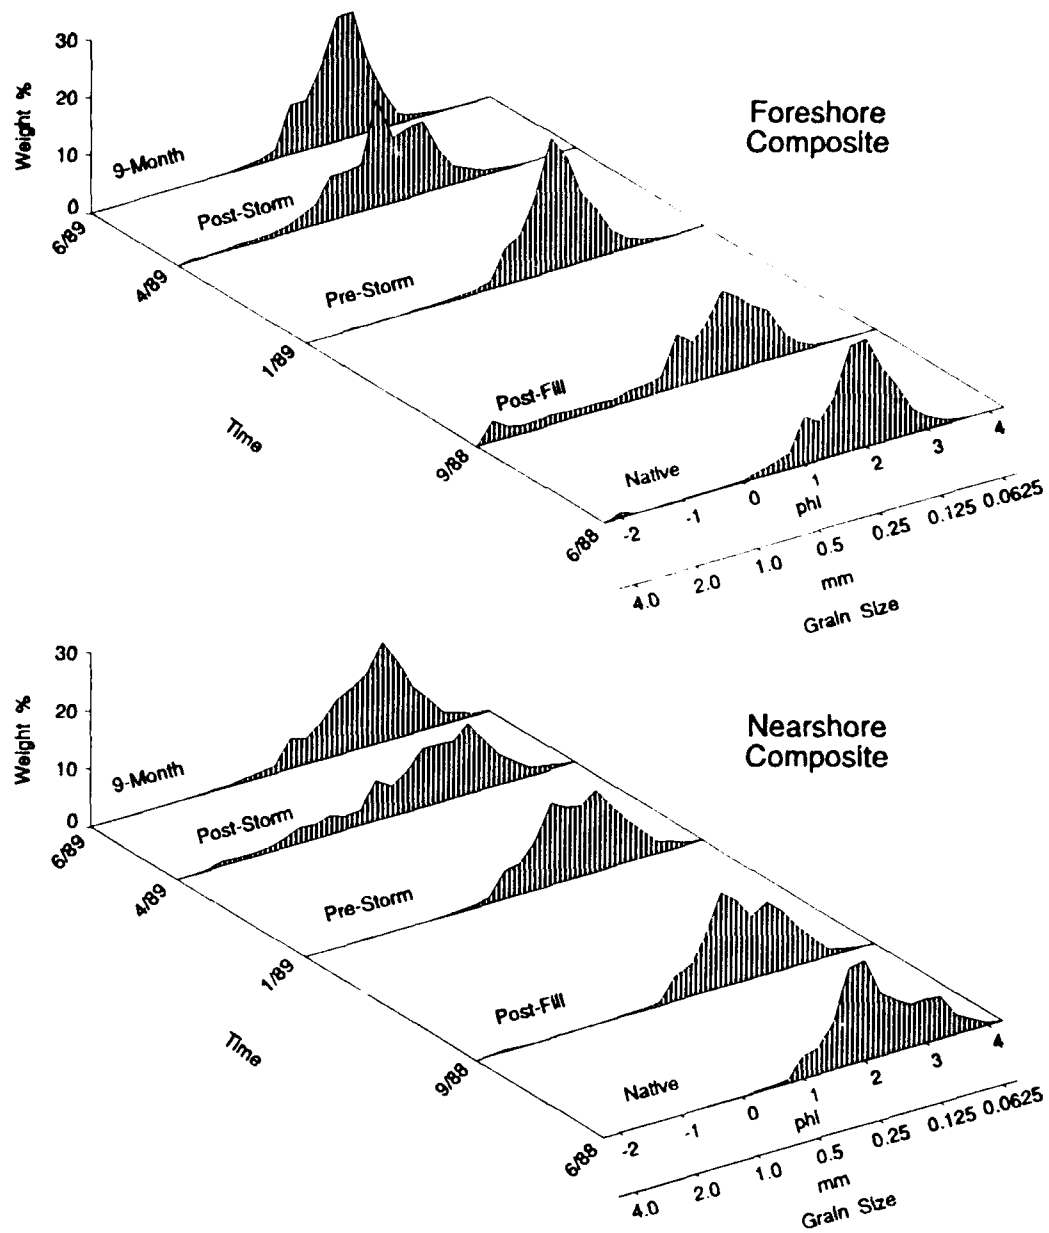 Foreshore
Composite
Weight %
30
20
10
0
9-Month
Post-Storm
Pre-Storm
Post-Fill
Native
6/89
4/89
1/89
9/88
6/88
Time
-2 -1 0 1 2 3 4
phi
4.0 2.0 1.0 0.5 0.25 0.125 0.0625
mm
Grain Size
Nearshore
Composite
Weight %
30
20
10
0
9-Month
Post-Storm
Pre-Storm
Post-Fill
Native
6/89
4/89
1/89
9/88
6/88
Time
-2 -1 0 1 2 3 4
phi
4.0 2.0 1.0 0.5 0.25 0.125 0.0625
mm
Grain Size